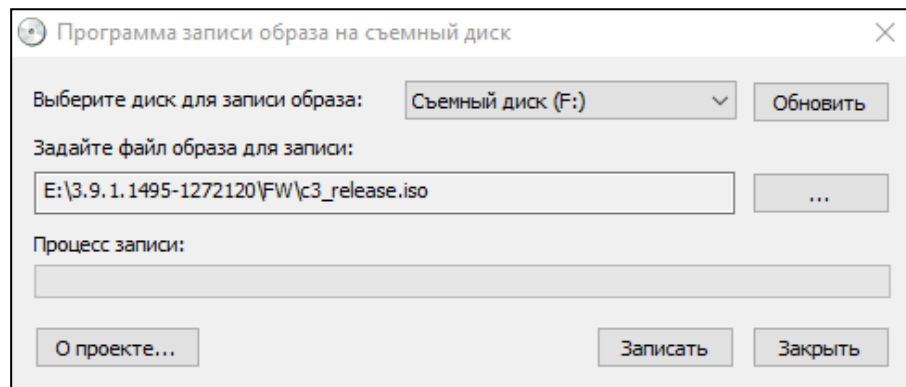 Программа записи образа на съемный диск
Выберите диск для записи образа: Съемный диск (F:) Обновить
Задайте файл образа для записи:
E:\3.9.1.1495-1272120\FW\c3_release.iso ...
Процесс записи:
О проекте... Записать Закрыть